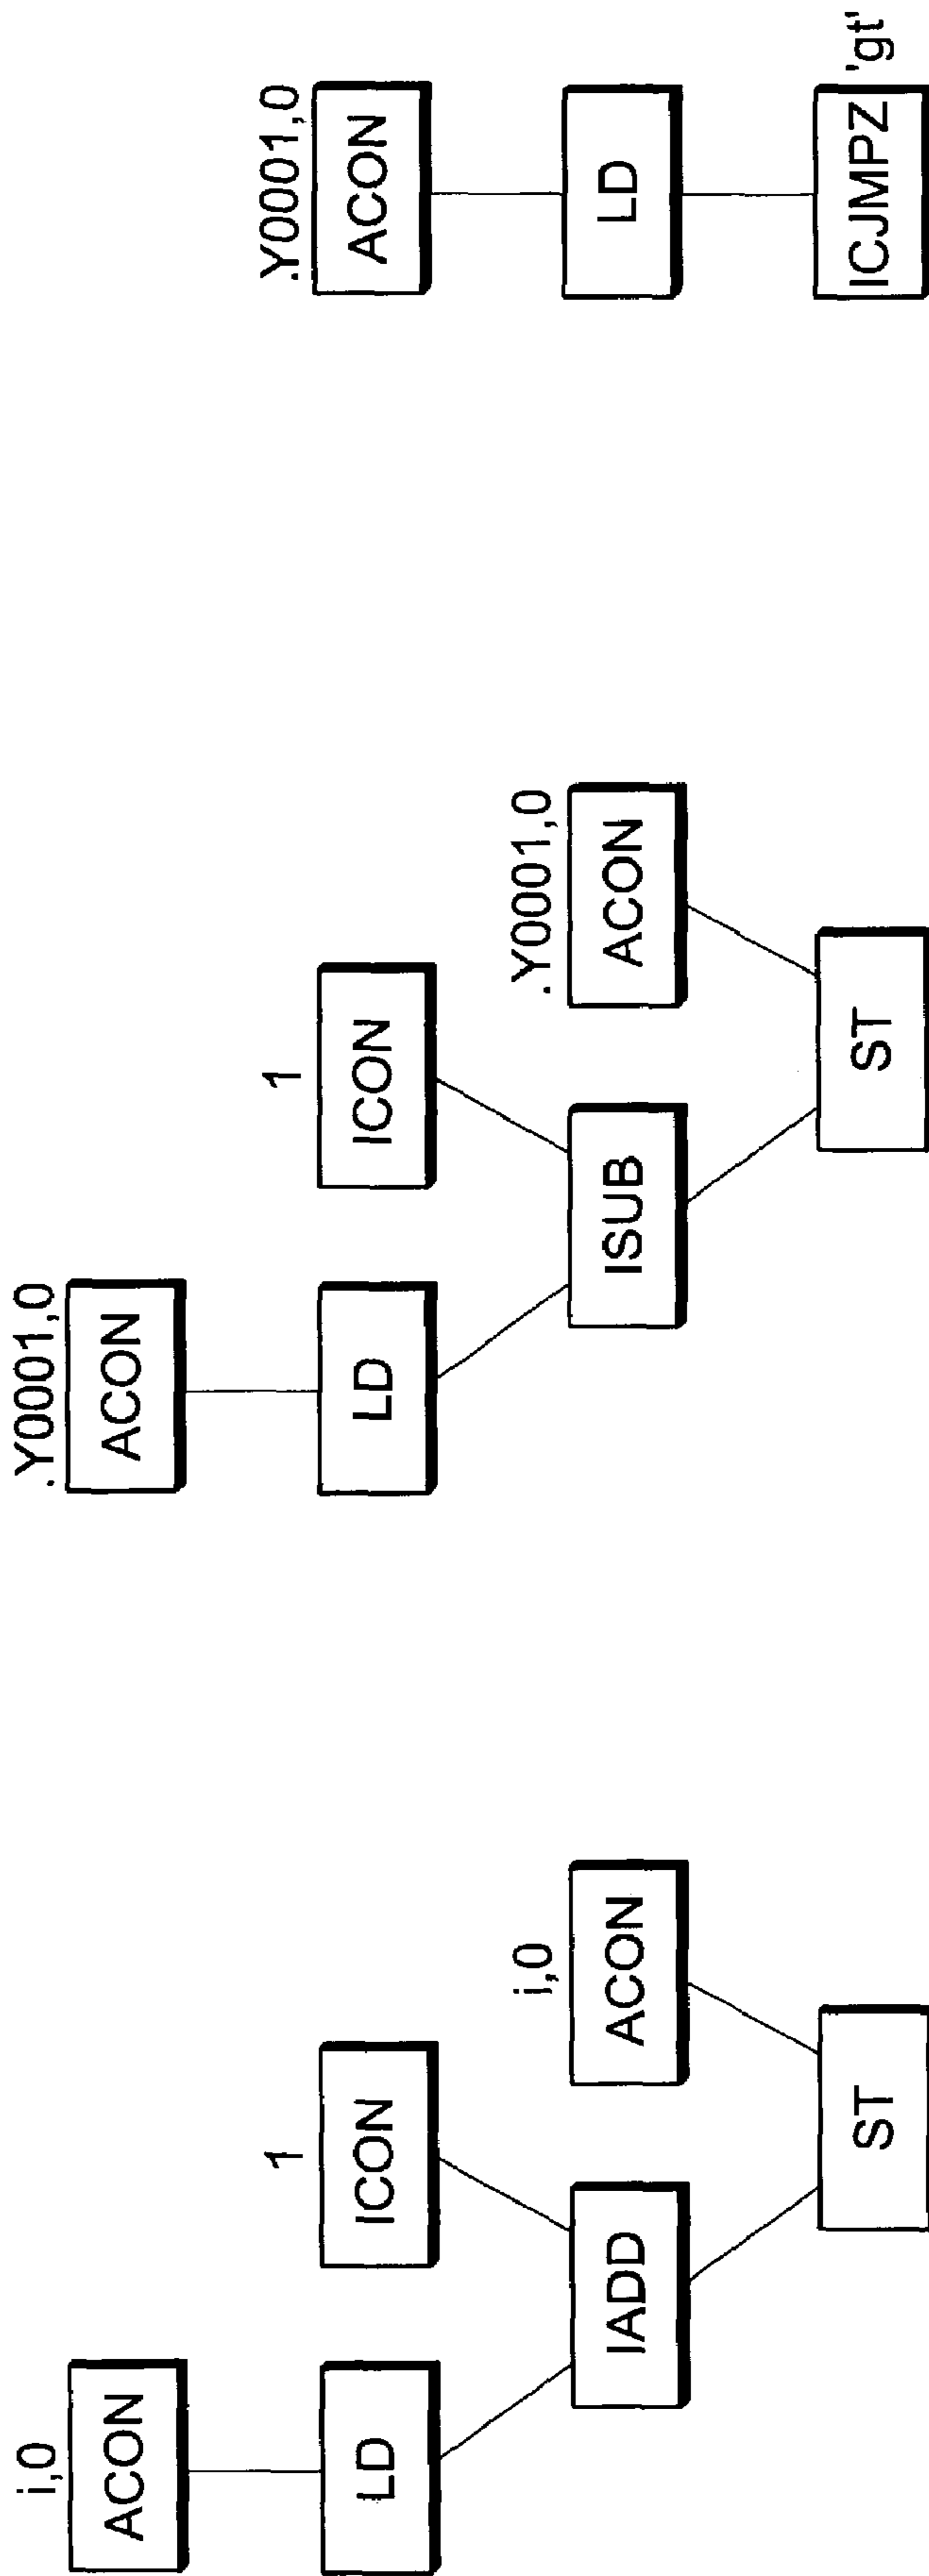 i,0
ACON
LD
1
ICON
IADD
i,0
ACON
ST
.Y0001,0
ACON
LD
1
ICON
ISUB
.Y0001,0
ACON
ST
.Y0001,0
ACON
LD
ICJMPZ 'gt'